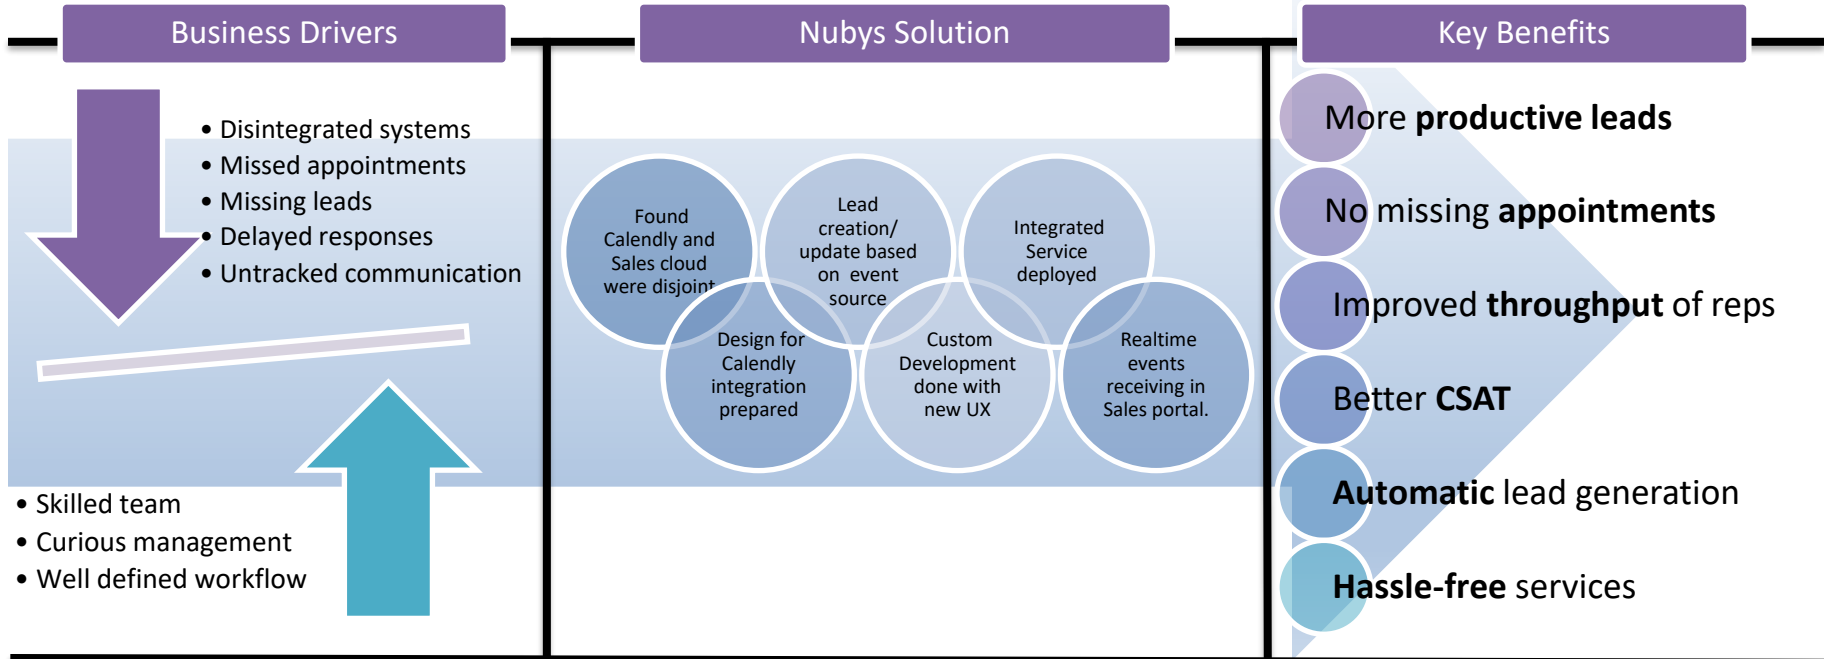 Business Drivers
• Disintegrated systems
• Missed appointments
• Missing leads
• Delayed responses
• Untracked communication
• Skilled team
• Curious management
• Well defined workflow
Nubys Solution
Found
Calendly and
Sales cloud
were disjoint
Design for
Calendly
integration
prepared
Lead
creation/
update based
on event
source
Custom
Development
done with
new UX
Integrated
Service
deployed
Realtime
events
receiving in
Sales portal.
Key Benefits
More productive leads
No missing appointments
Improved throughput of reps
Better CSAT
Automatic lead generation
Hassle-free services